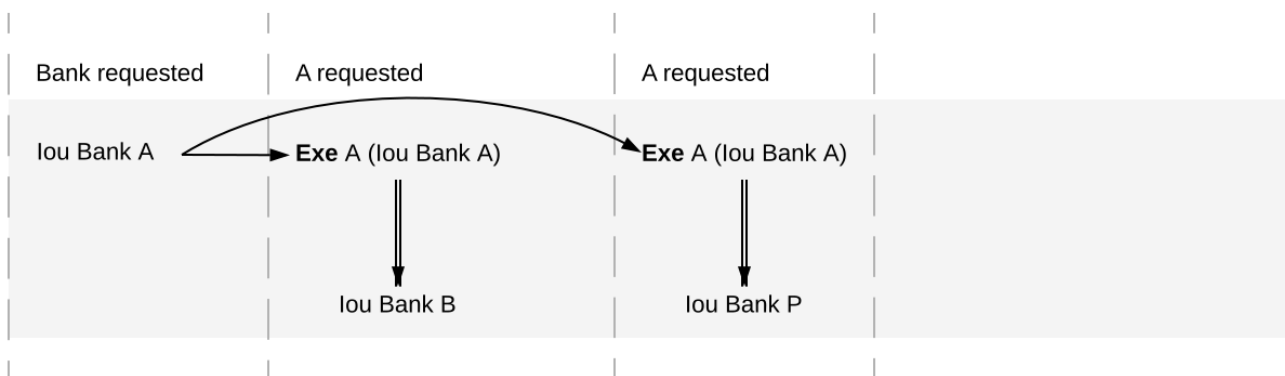 Bank requested
A requested
A requested
Iou Bank A
Exe A (Iou Bank A)
Exe A (Iou Bank A)
Iou Bank B
Iou Bank P